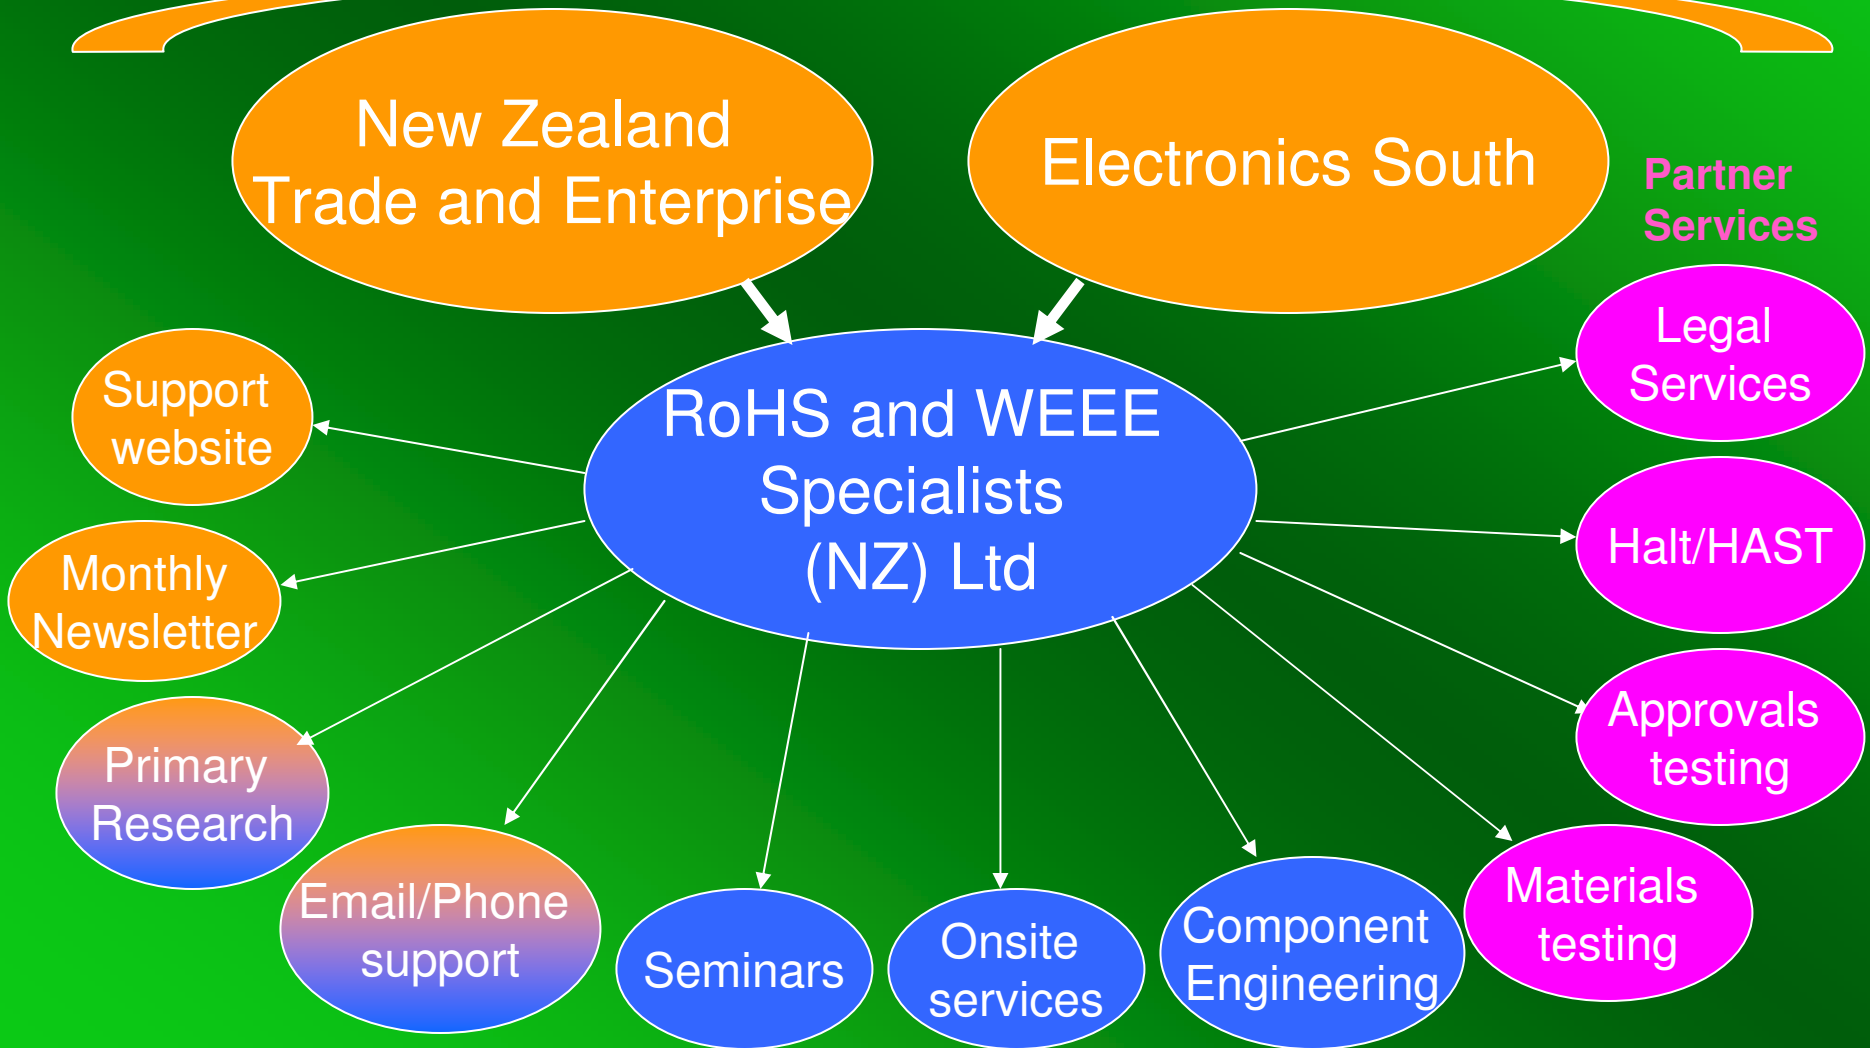 New Zealand
Trade and Enterprise
Electronics South
Partner
Services
Legal
Services
Support
website
RoHS and WEEE
Specialists
(NZ) Ltd
Halt/HAST
Monthly
Newsletter
Approvals
testing
Primary
Research
Email/Phone
support
Seminars
Onsite
services
Component
Engineering
Materials
testing